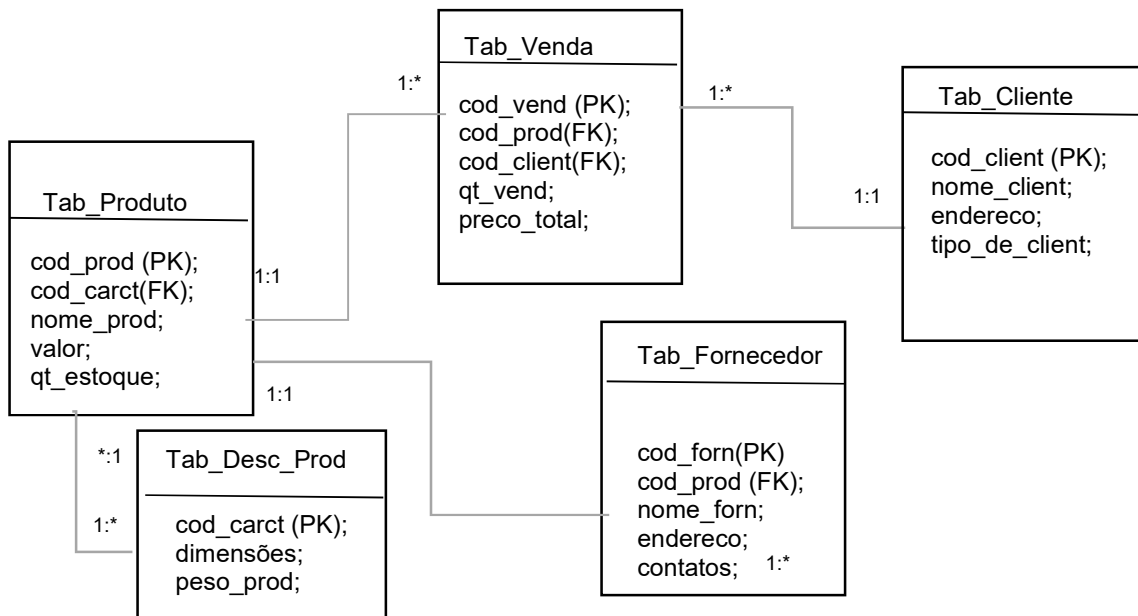 Tab_Venda
cod_vend (PK);
cod_prod(FK);
cod_client(FK);
qt_vend;
preco_total;
1:*
1:*
Tab_Cliente
cod_client (PK);
nome_client;
endereco;
tipo_de_client;
1:1
Tab_Produto
cod_prod (PK);
cod_carct(FK);
nome_prod;
valor;
qt_estoque;
1:1
1:1
Tab_Fornecedor
cod_forn(PK)
cod_prod (FK);
nome_forn;
endereco;
contatos; 1:*
*:1
1:*
Tab_Desc_Prod
cod_carct (PK);
dimensões;
peso_prod;